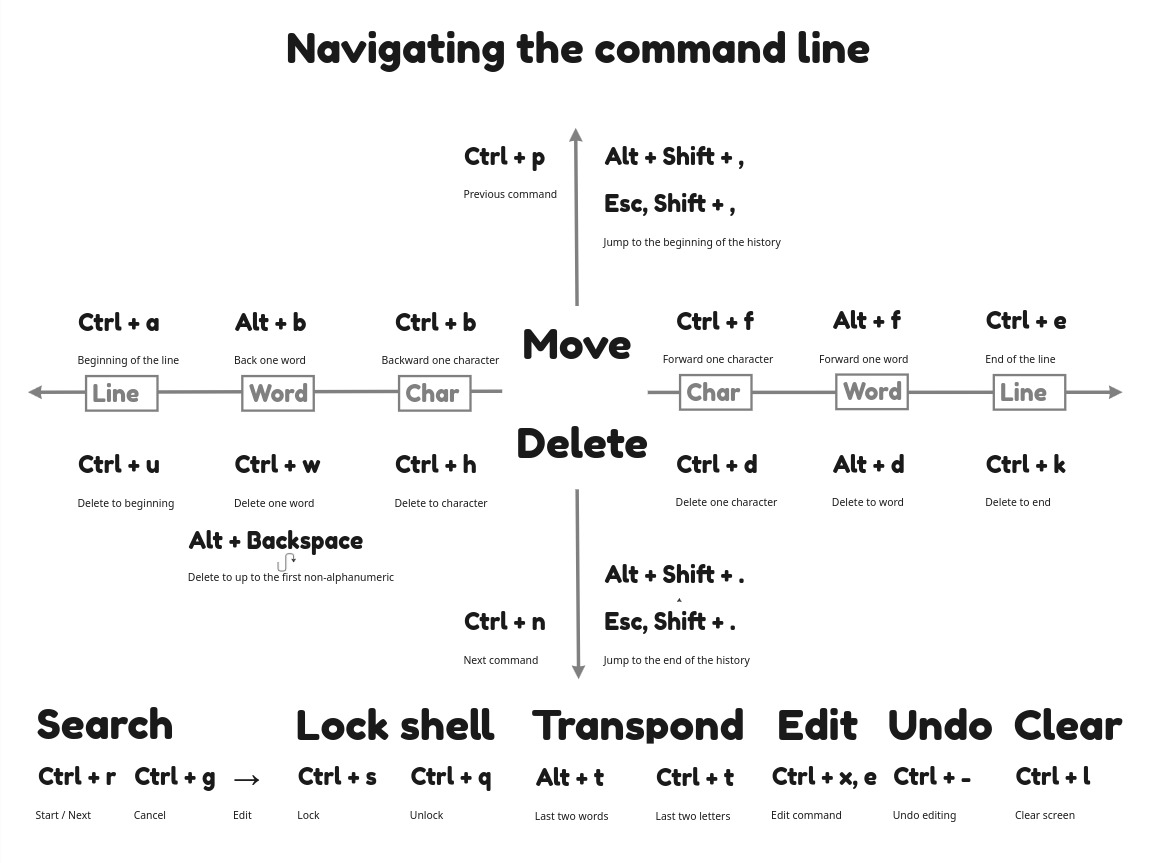 Navigating the command line
Ctrl + p
Previous command
Alt + Shift + ,
Esc, Shift + ,
Jump to the beginning of the history
Ctrl + a
Beginning of the line
Alt + b
Back one word
Ctrl + b
Backward one character
Move
Ctrl + f
Forward one character
Alt + f
Forward one word
Ctrl + e
End of the line
Line
Word
Char
Char
Word
Line
Delete
Ctrl + u
Delete to beginning
Ctrl + w
Delete one word
Ctrl + h
Delete to character
Ctrl + d
Delete one character
Alt + d
Delete to word
Ctrl + k
Delete to end
Alt + Backspace
Delete to up to the first non-alphanumeric
Ctrl + n
Next command
Alt + Shift + .
Esc, Shift + .
Jump to the end of the history
Search
Ctrl + r
Start / Next
Ctrl + g
Cancel
→
Edit
Lock shell
Ctrl + s
Lock
Ctrl + q
Unlock
Transpond
Alt + t
Last two words
Ctrl + t
Last two letters
Edit
Ctrl + x, e
Edit command
Undo
Ctrl + -
Undo editing
Clear
Ctrl + l
Clear screen